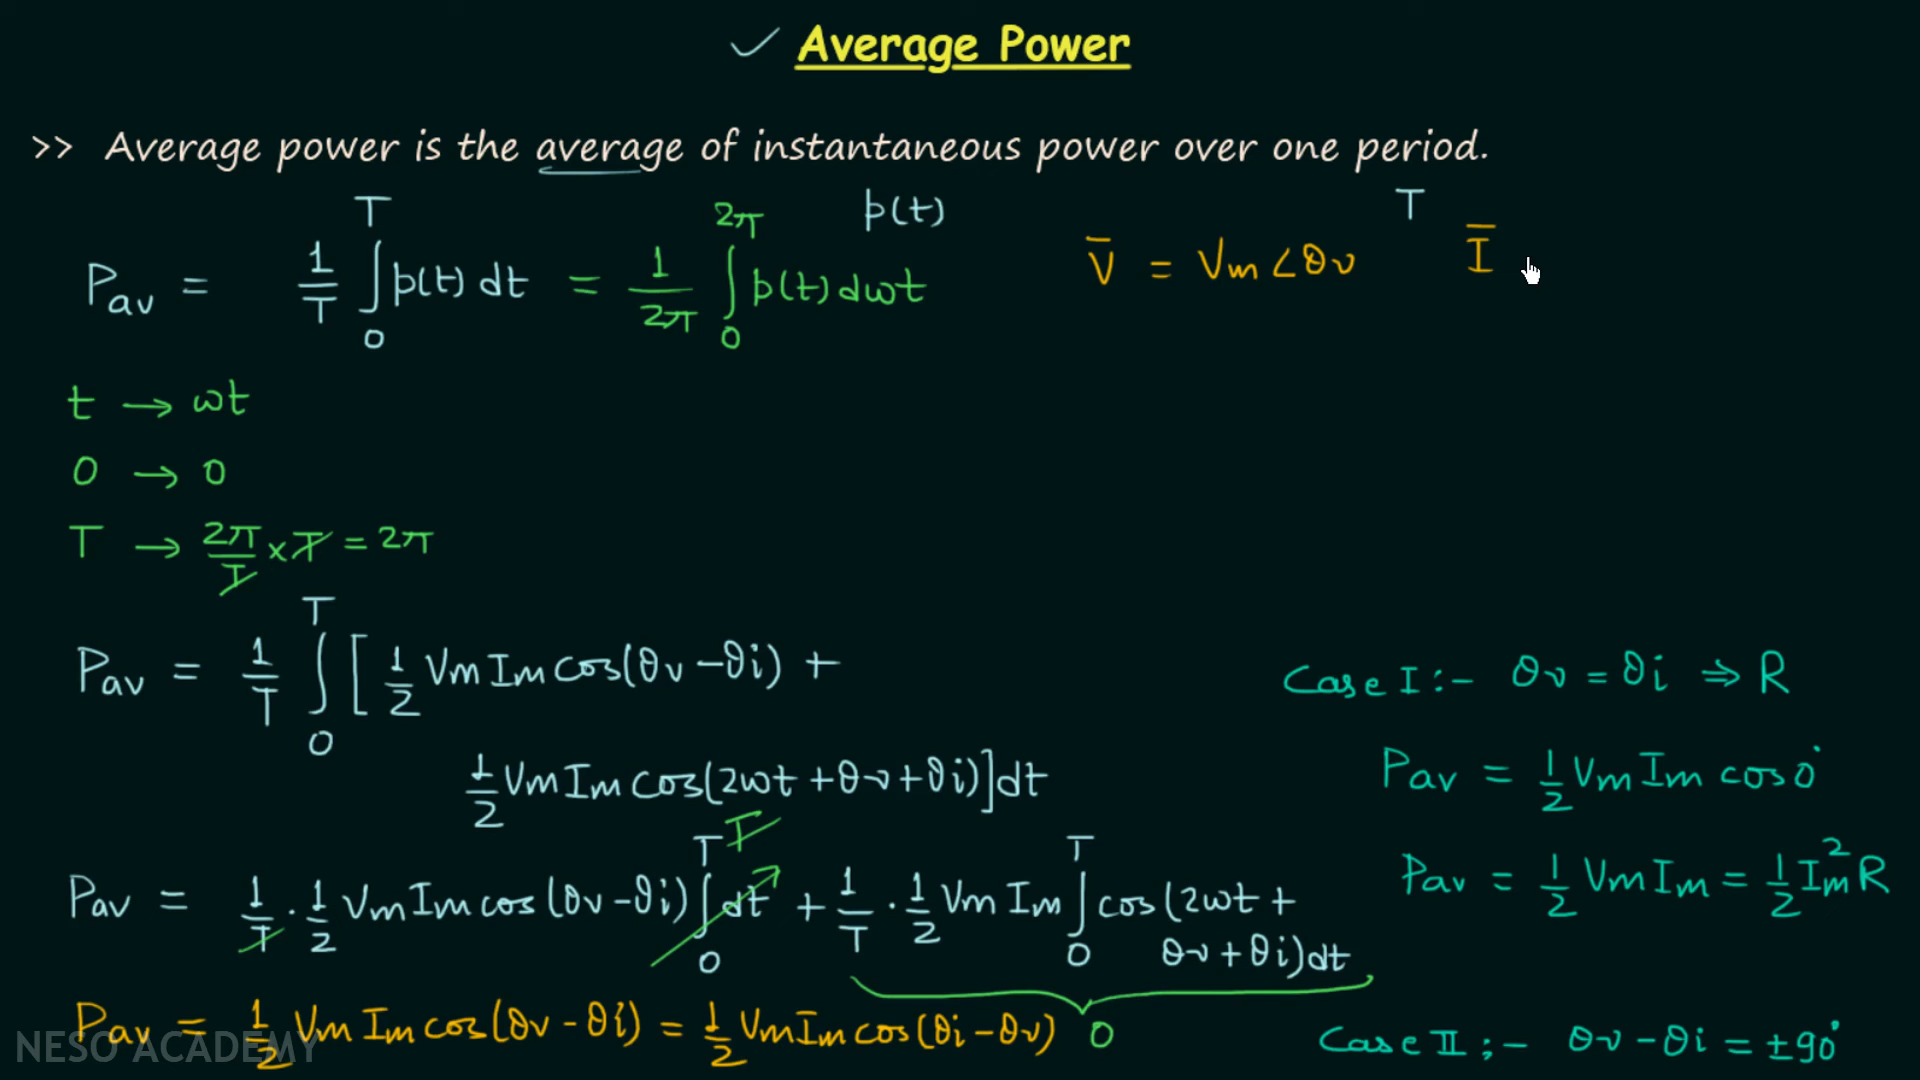 ✓ Average Power
>> Average power is the average of instantaneous power over one period.
p(t) T
Pav = 1/T ∫₀ᵀ p(t) dt = 1/2π ∫₀^2π p(t) dωt
V̅ = Vm∠θv I̅
t → ωt
0 → 0
T → 2π/T × T = 2π
Pav = 1/T ∫₀ᵀ [1/2 Vm Im cos(θv - θi) +
1/2 Vm Im cos(2ωt + θv + θi)] dt
Pav = 1/T · 1/2 Vm Im cos(θv - θi) ∫₀ᵀ dt T + 1/T · 1/2 Vm Im ∫₀ᵀ cos(2ωt +
θv + θi) dt
0
Pav = 1/2 Vm Im cos(θv - θi) = 1/2 Vm Im cos(θi - θv)
Case I :- θv = θi ⇒ R
Pav = 1/2 Vm Im cos 0°
Pav = 1/2 Vm Im = 1/2 Im² R
Case II :- θv - θi = ±90°
NESO ACADEMY